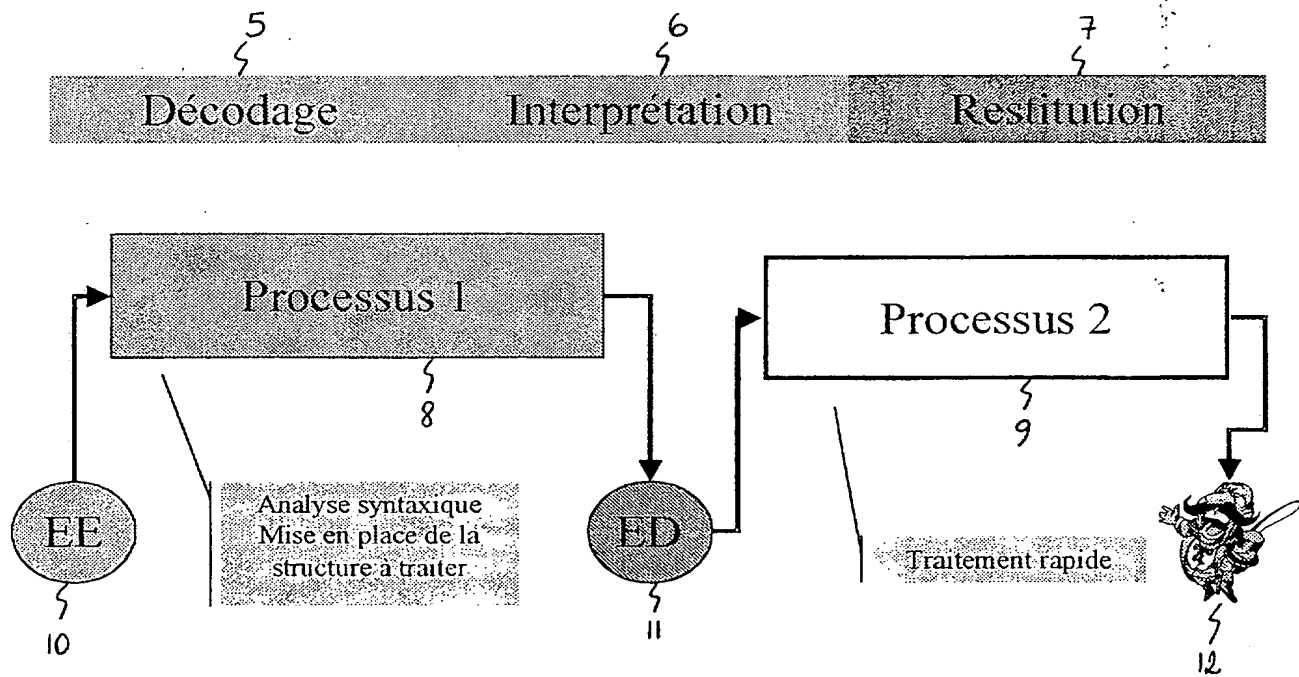 5
6
7
Décodage
Interprétation
Restitution
Processus 1
Processus 2
8
9
EE
Analyse syntaxique
Mise en place de la
structure à traiter
ED
Traitement rapide
10
11
12